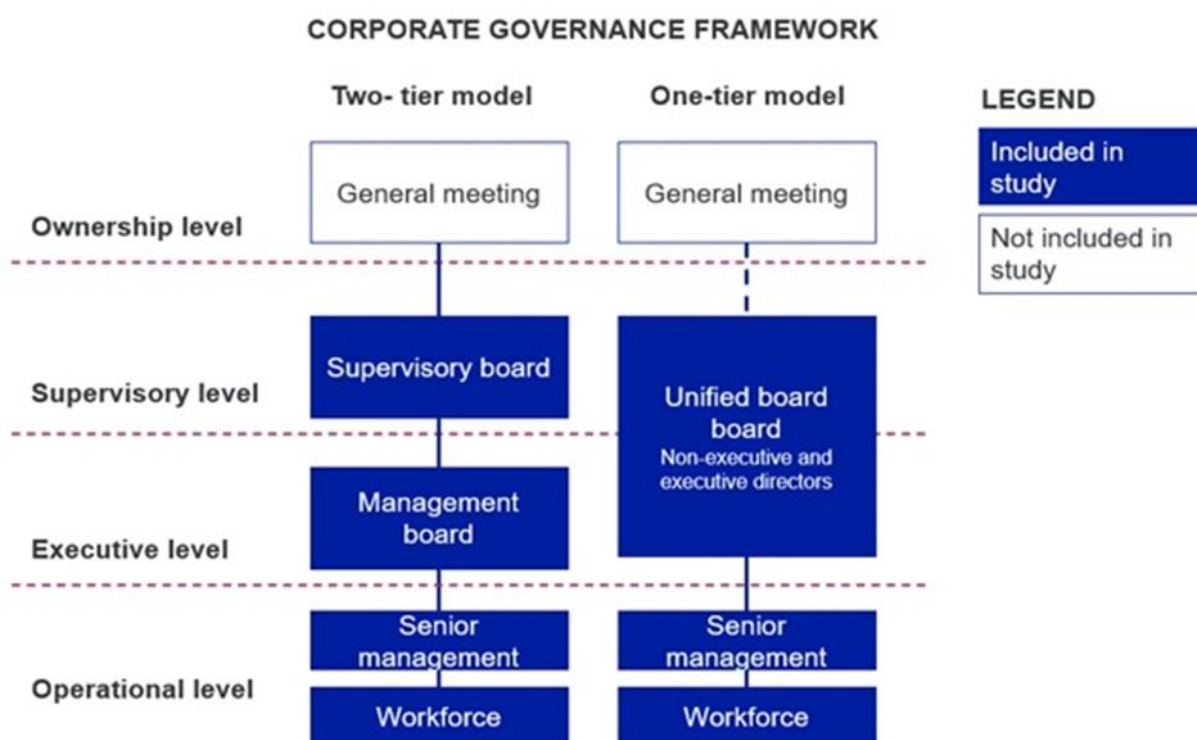 CORPORATE GOVERNANCE FRAMEWORK
Two- tier model
One-tier model
LEGEND
Included in
study
Not included in
study
General meeting
General meeting
Ownership level
Supervisory board
Supervisory level
Unified board
board
Non-executive and
executive directors
Management
board
Executive level
Senior
management
Senior
management
Operational level
Workforce
Workforce